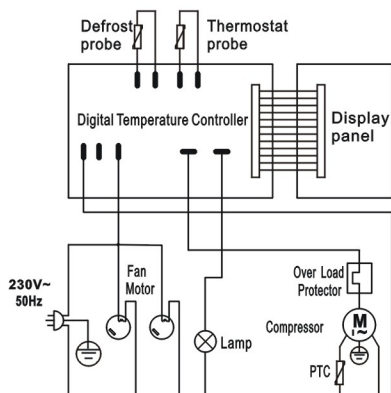 Defrost
probe
Thermostat
probe
Digital Temperature Controller
Display
panel
230V~
50Hz
Fan
Motor
Lamp
Over Load
Protector
Compressor
M
1~
PTC